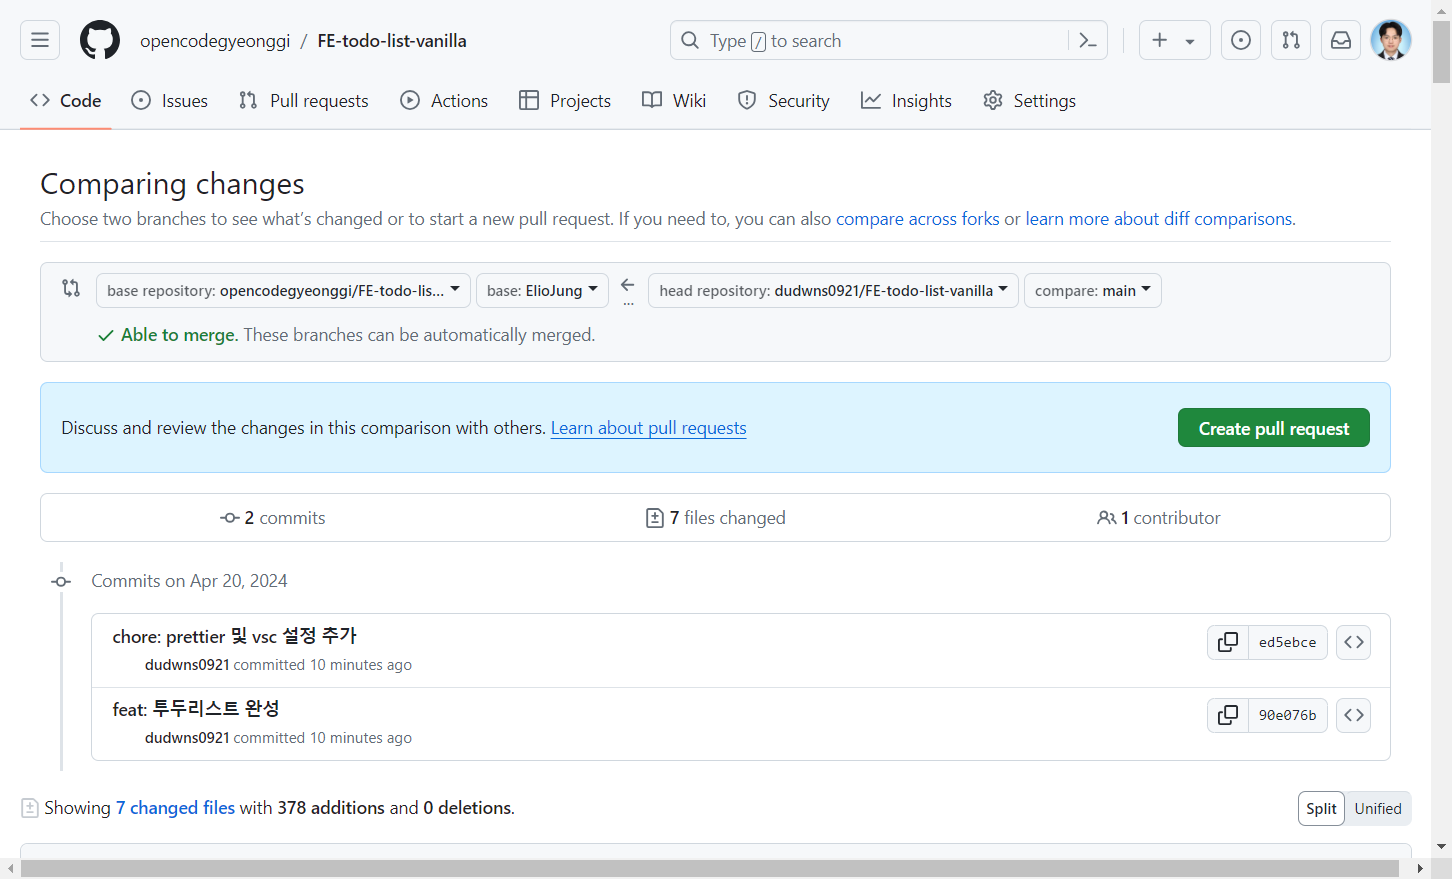 opencodegyeonggi / FE-todo-list-vanilla
Type / to search
Code Issues Pull requests Actions Projects Wiki Security Insights Settings
Comparing changes
Choose two branches to see what's changed or to start a new pull request. If you need to, you can also compare across forks or learn more about diff comparisons.
base repository: opencodegyeonggi/FE-todo-lis... base: ElioJung ... head repository: dudwns0921/FE-todo-list-vanilla compare: main
Able to merge. These branches can be automatically merged.
Discuss and review the changes in this comparison with others. Learn about pull requests
Create pull request
2 commits 7 files changed 1 contributor
Commits on Apr 20, 2024
chore: prettier 및 vsc 설정 추가
ed5ebce
dudwns0921 committed 10 minutes ago
feat: 투두리스트 완성
90e076b
dudwns0921 committed 10 minutes ago
Showing 7 changed files with 378 additions and 0 deletions.
Split Unified